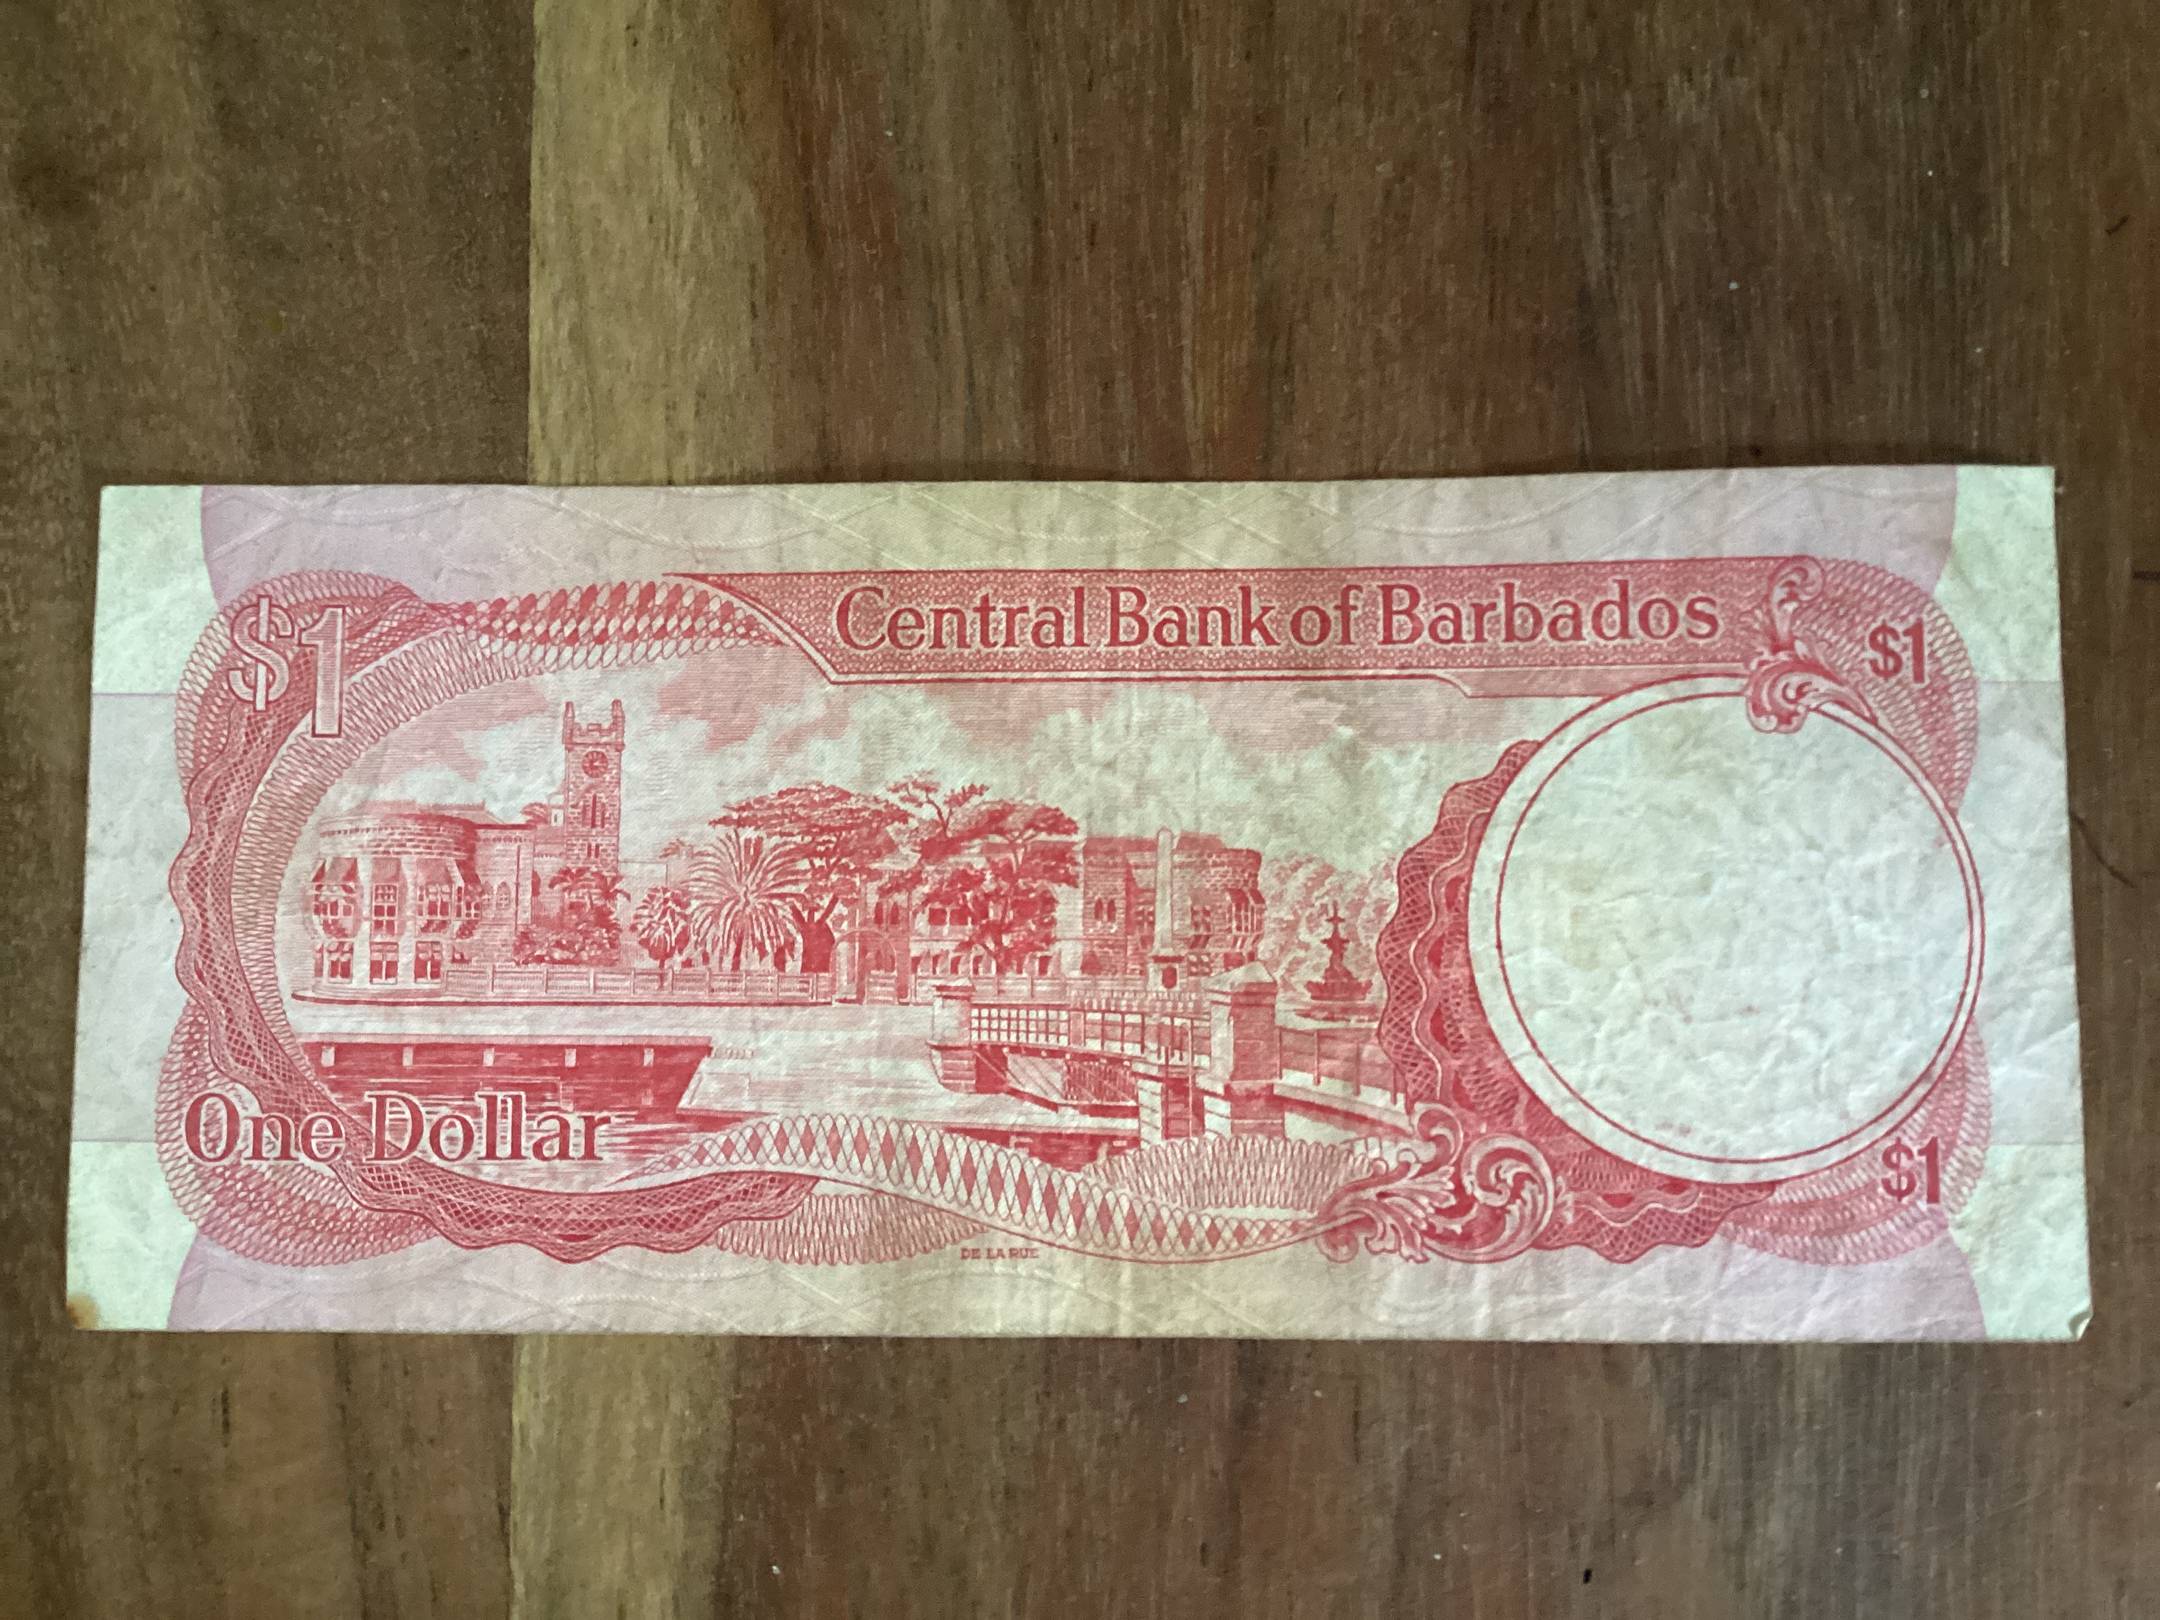 $1
Central Bank of Barbados
$1
One Dollar
$1
DE LA RUE